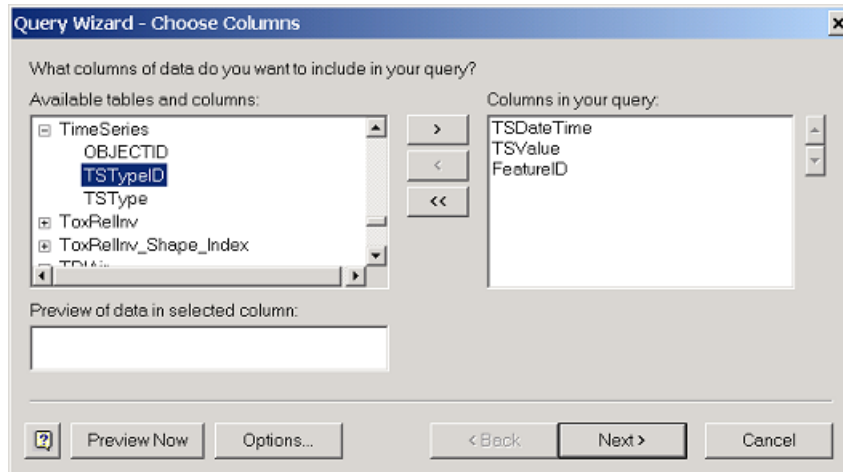 Query Wizard - Choose Columns
What columns of data do you want to include in your query?
Available tables and columns:
Columns in your query:
TimeSeries
OBJECTID
TSTypeID
TSType
ToxRelInv
ToxRelInv_Shape_Index
TSDateTime
TSValue
FeatureID
>
<
<<
Preview of data in selected column:
Preview Now
Options...
< Back
Next >
Cancel